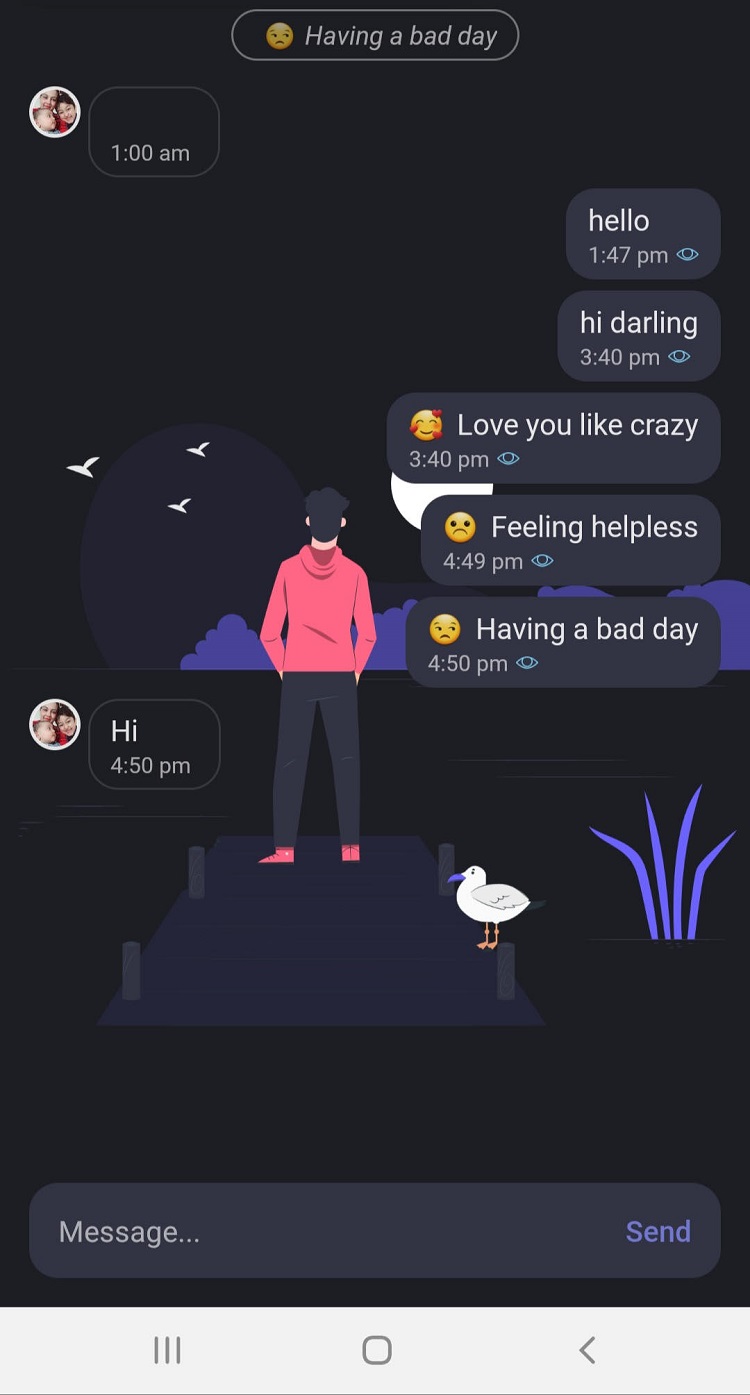 😒 Having a bad day
1:00 am
hello
1:47 pm
hi darling
3:40 pm
🥰 Love you like crazy
3:40 pm
☹️ Feeling helpless
4:49 pm
😒 Having a bad day
4:50 pm
Hi
4:50 pm
Message... Send